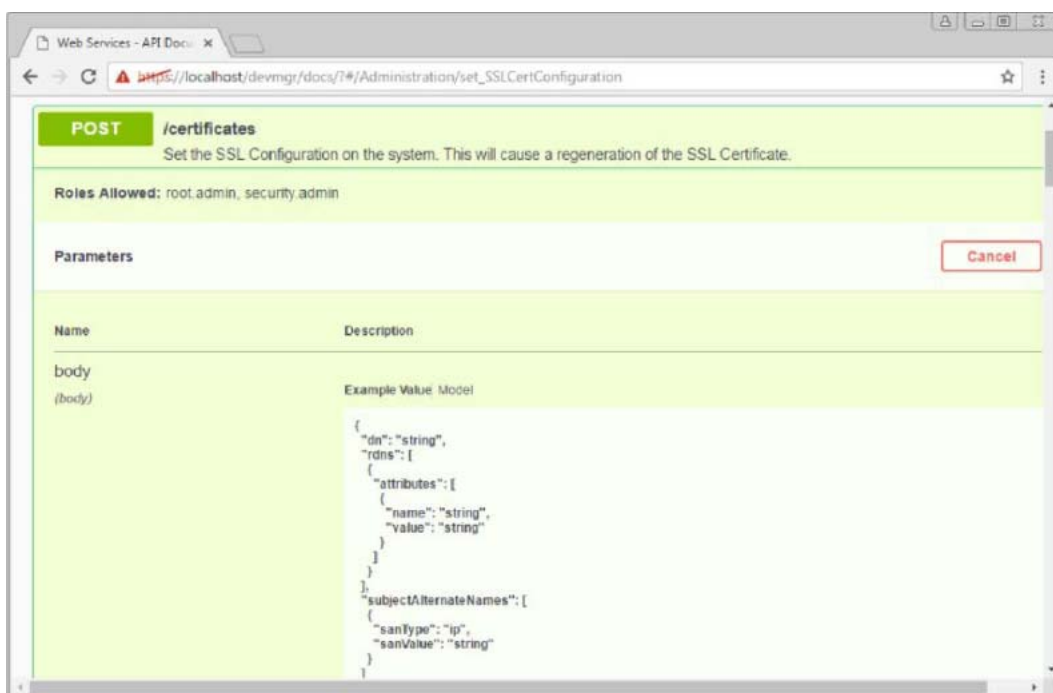 Web Services - API Docu
https://localhost/devmgr/docs/?#/Administration/set_SSLCertConfiguration
POST /certificates
Set the SSL Configuration on the system. This will cause a regeneration of the SSL Certificate.
Roles Allowed: root.admin, security.admin
Parameters Cancel
Name Description
body
(body)
Example Value Model
{
"dn": "string",
"rdns": [
{
"attributes": [
{
"name": "string",
"value": "string"
}
]
}
],
"subjectAlternateNames": [
{
"sanType": "ip",
"sanValue": "string"
}
]